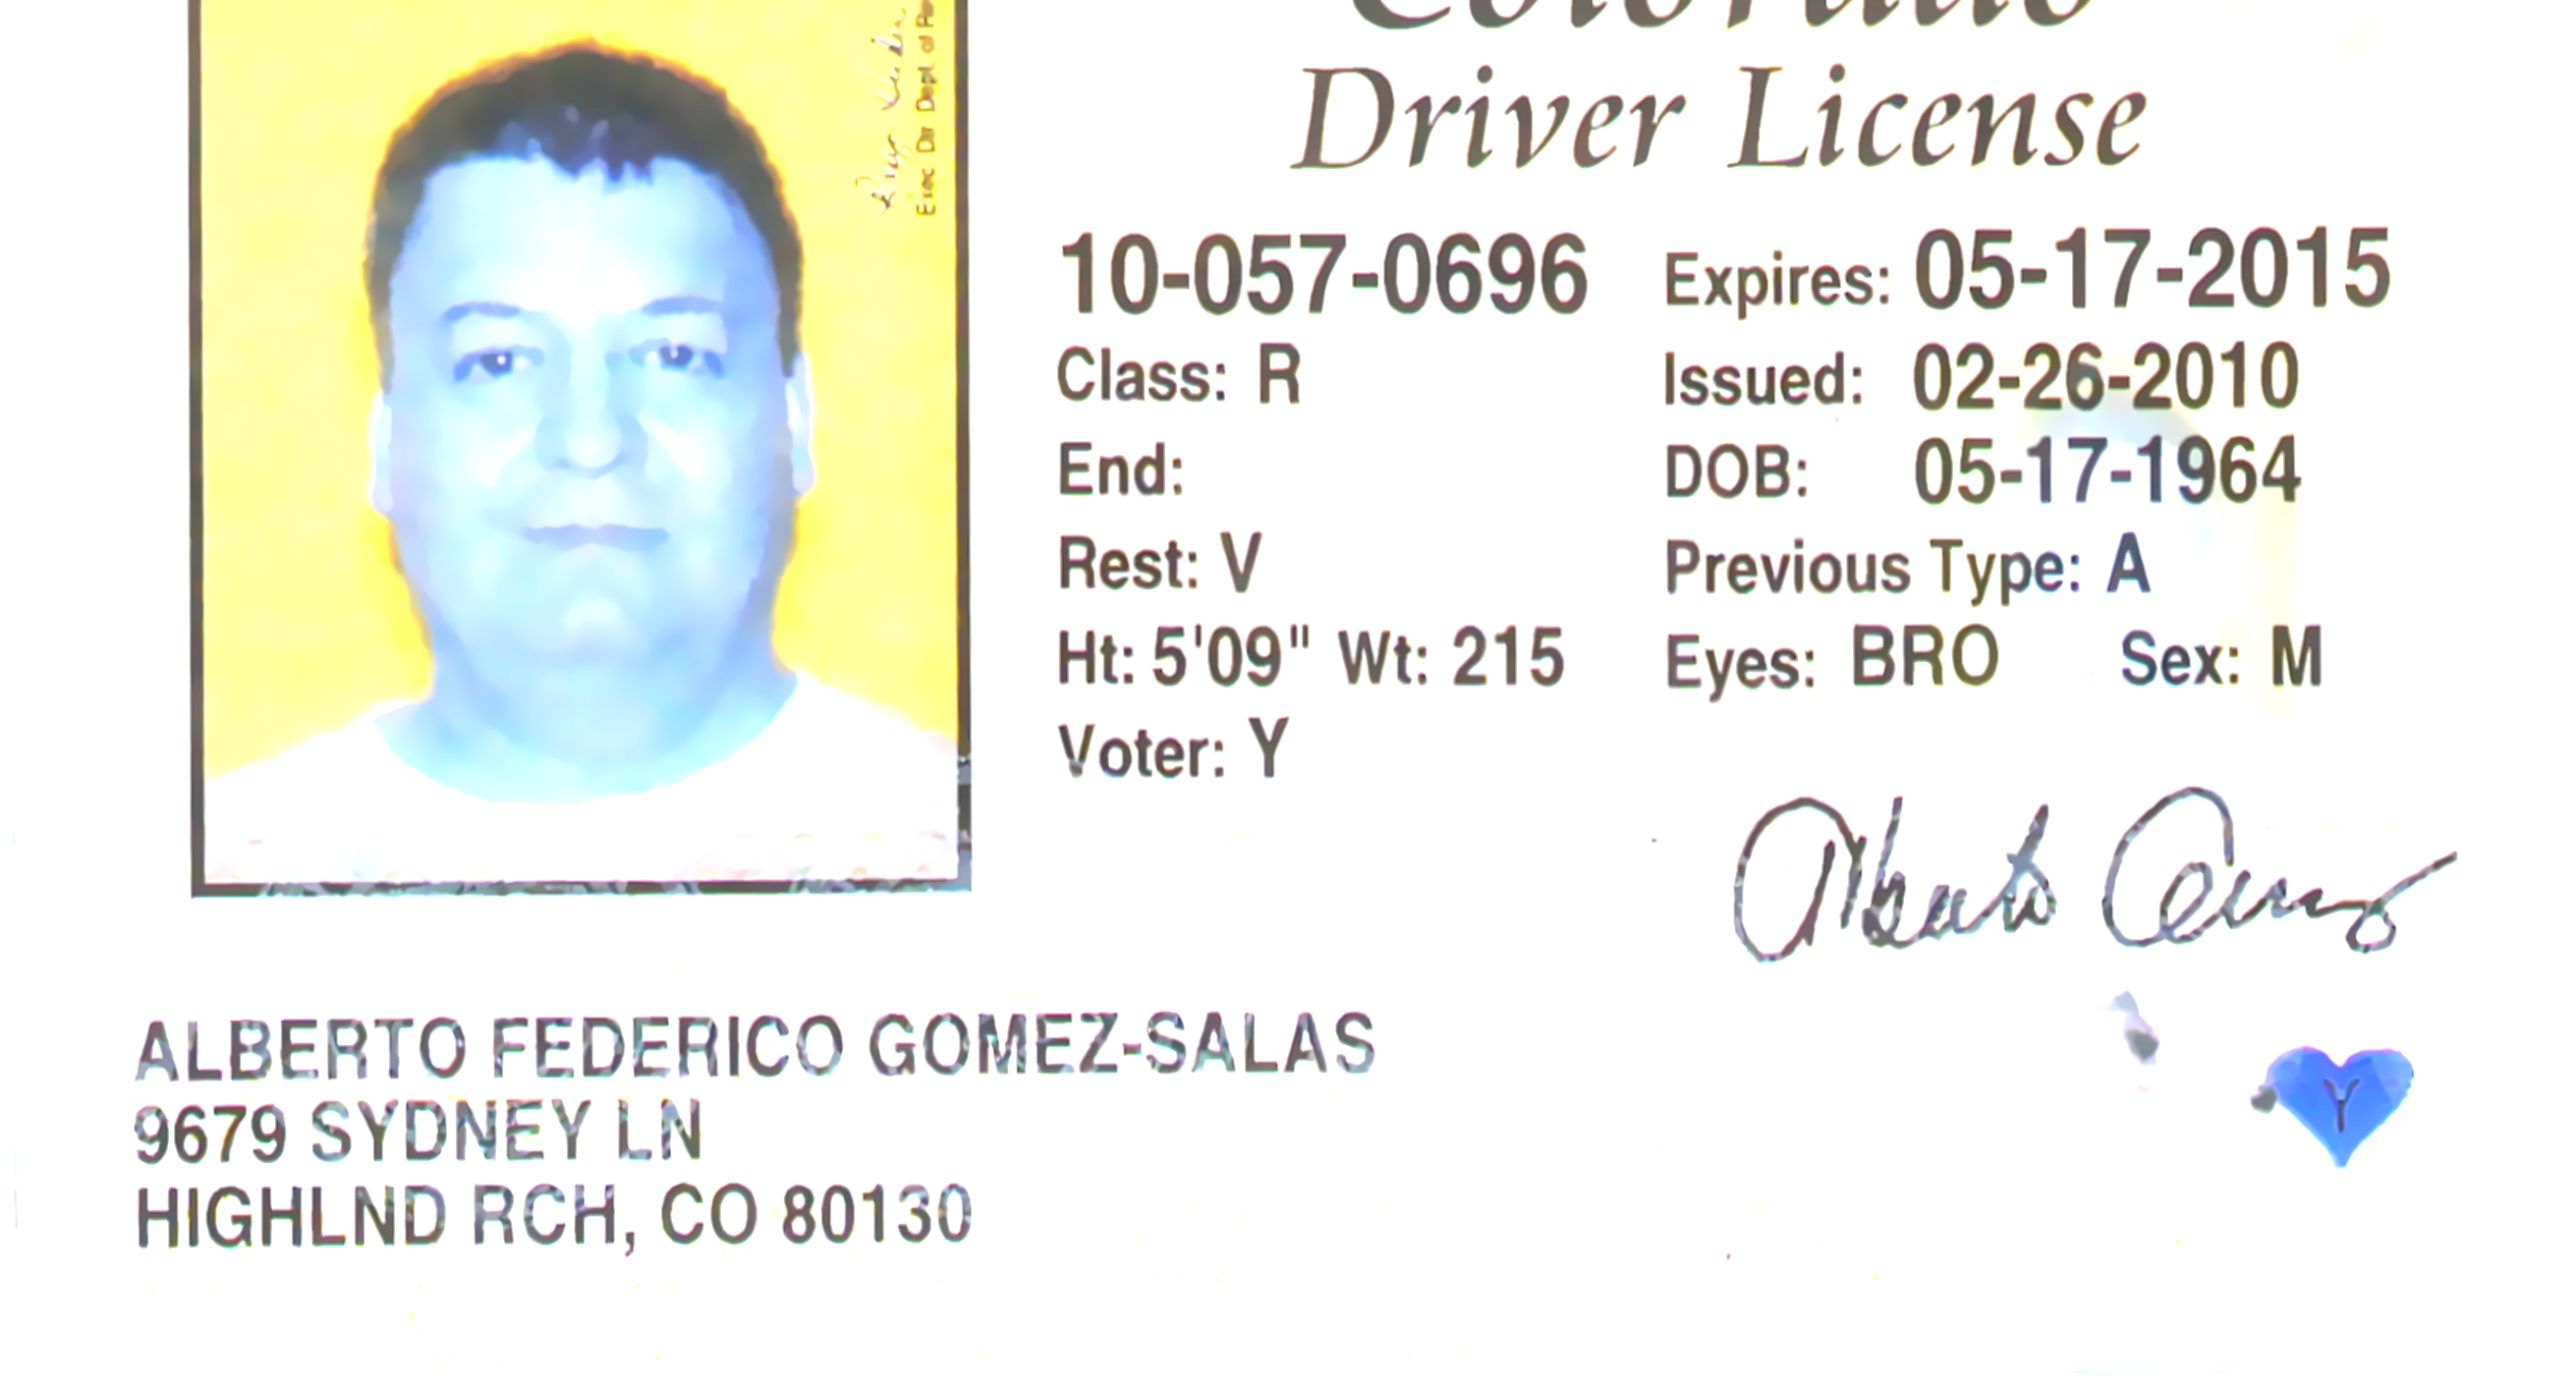 Colorado
Driver License
Exec Dir Dept of
10-057-0696 Expires: 05-17-2015
Class: R Issued: 02-26-2010
End: DOB: 05-17-1964
Rest: V Previous Type: A
Ht: 5'09" Wt: 215 Eyes: BRO Sex: M
Voter: Y
Alberto
ALBERTO FEDERICO GOMEZ-SALAS
9679 SYDNEY LN
HIGHLND RCH, CO 80130
Y